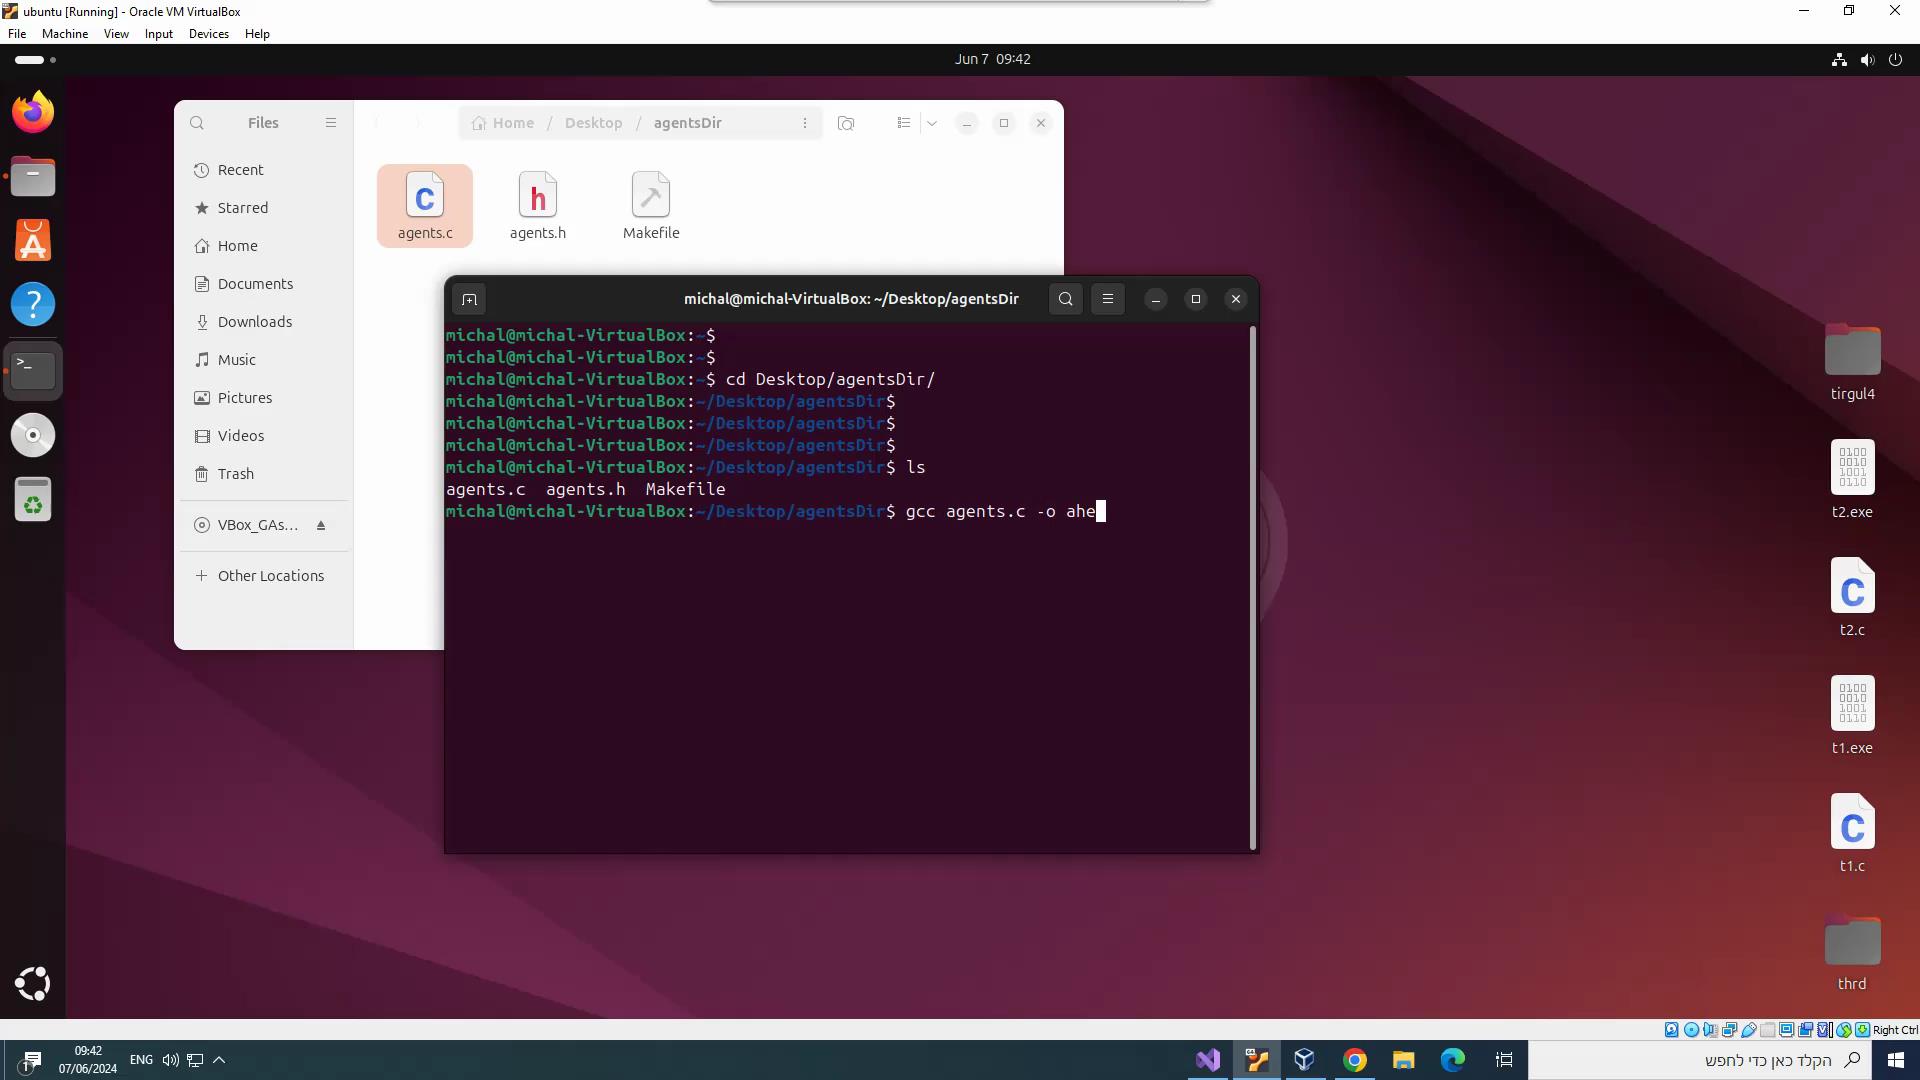 ubuntu [Running] - Oracle VM VirtualBox
File Machine View Input Devices Help
Jun 7 09:42
Files
Home / Desktop / agentsDir
Recent
Starred
Home
Documents
Downloads
Music
Pictures
Videos
Trash
VBox_GAs...
+ Other Locations
agents.c
agents.h
Makefile
michal@michal-VirtualBox: ~/Desktop/agentsDir
michal@michal-VirtualBox:~$
michal@michal-VirtualBox:~$
michal@michal-VirtualBox:~$ cd Desktop/agentsDir/
michal@michal-VirtualBox:~/Desktop/agentsDir$
michal@michal-VirtualBox:~/Desktop/agentsDir$
michal@michal-VirtualBox:~/Desktop/agentsDir$
michal@michal-VirtualBox:~/Desktop/agentsDir$ ls
agents.c agents.h Makefile
michal@michal-VirtualBox:~/Desktop/agentsDir$ gcc agents.c -o ahe
tirgul4
t2.exe
t2.c
t1.exe
t1.c
thrd
Right Ctrl
09:42
07/06/2024
ENG
הקלד כאן כדי לחפש